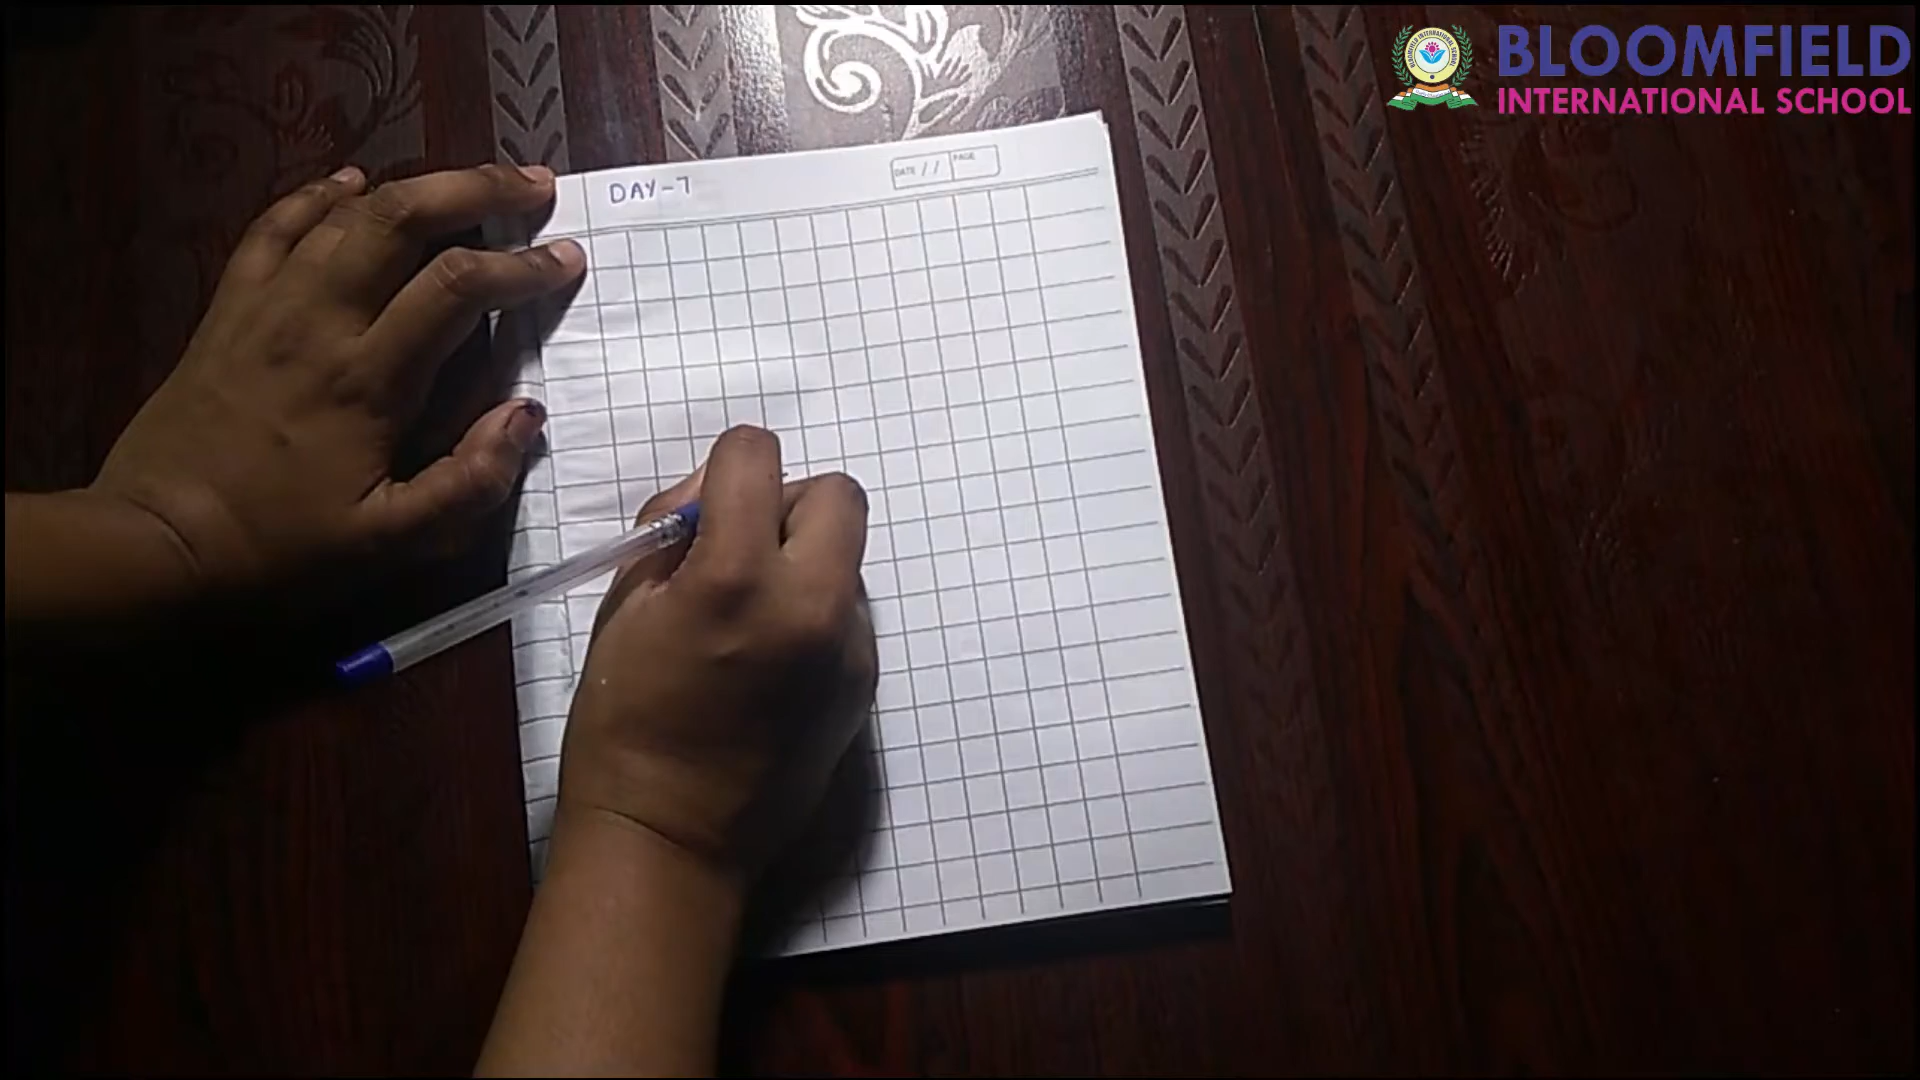 BLOOMFIELD
INTERNATIONAL SCHOOL
DAY-7
DATE / /
PAGE